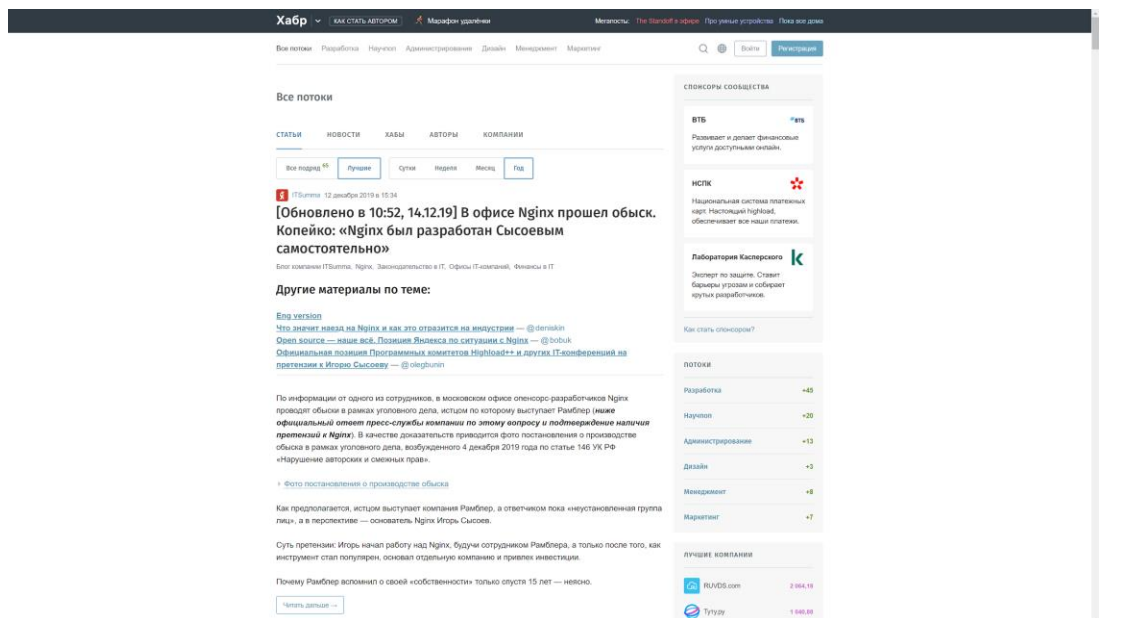 Хабр КАК СТАТЬ АВТОРОМ Марафон удалёнки Мегапосты: The Standoff в эфире Про умные устройства Пока все дома
Все потоки Разработка Научпоп Администрирование Дизайн Менеджмент Маркетинг Войти Регистрация
Все потоки
СТАТЬИ НОВОСТИ ХАБЫ АВТОРЫ КОМПАНИИ
Все подряд 65 Лучшие Сутки Неделя Месяц Год
ITSumma 12 декабря 2019 в 15:34
[Обновлено в 10:52, 14.12.19] В офисе Nginx прошел обыск.
Копейко: «Nginx был разработан Сысоевым
самостоятельно»
Блог компании ITSumma, Nginx, Законодательство в IT, Офисы IT-компаний, Финансы в IT
Другие материалы по теме:
Eng version
Что значит наезд на Nginx и как это отразится на индустрии — @deniskin
Open source — наше всё. Позиция Яндекса по ситуации с Nginx — @bobuk
Официальная позиция Программных комитетов Highload++ и других IT-конференций на
претензии к Игорю Сысоеву — @olegbunin
По информации от одного из сотрудников, в московском офисе опенсорс-разработчиков Nginx
проводят обыски в рамках уголовного дела, истцом по которому выступает Рамблер (ниже
официальный ответ пресс-службы компании по этому вопросу и подтверждение наличия
претензий к Nginx). В качестве доказательств приводится фото постановления о производстве
обыска в рамках уголовного дела, возбужденного 4 декабря 2019 года по статье 146 УК РФ
«Нарушение авторских и смежных прав».
Фото постановления о производстве обыска
Как предполагается, истцом выступает компания Рамблер, а ответчиком пока «неустановленная группа
лиц», а в перспективе — основатель Nginx Игорь Сысоев.
Суть претензии: Игорь начал работу над Nginx, будучи сотрудником Рамблера, а только после того, как
инструмент стал популярен, основал отдельную компанию и привлек инвестиции.
Почему Рамблер вспомнил о своей «собственности» только спустя 15 лет — неясно.
Читать дальше →
СПОНСОРЫ СООБЩЕСТВА
ВТБ ВТБ
Развивает и делает финансовые
услуги доступными онлайн.
НСПК
Национальная система платежных
карт. Настоящий highload,
обеспечивает все наши платежи.
Лаборатория Касперского
Эксперт по защите. Ставит
барьеры угрозам и собирает
крутых разработчиков.
Как стать спонсором?
ПОТОКИ
Разработка +45
Научпоп +20
Администрирование +13
Дизайн +3
Менеджмент +8
Маркетинг +7
ЛУЧШИЕ КОМПАНИИ
RUVDS.com 2 064,16
Туту.ру